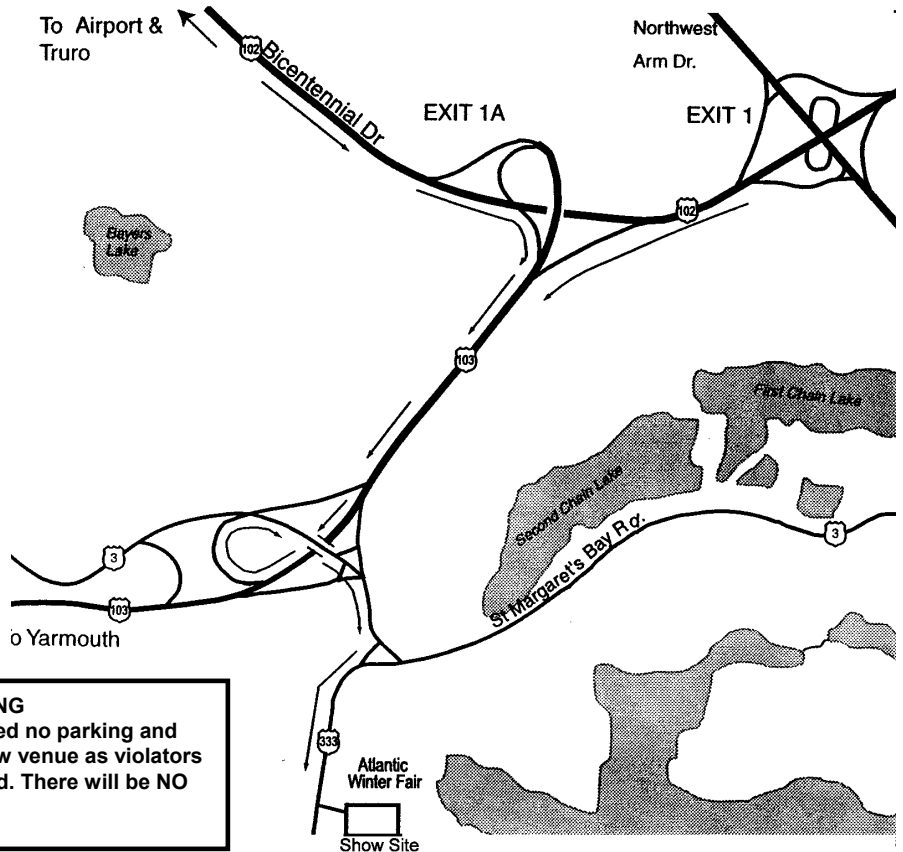 To Airport &
Truro
102
Bicentennial Dr
EXIT 1A
Northwest
Arm Dr.
EXIT 1
102
Bayers
Lake
103
First Chain Lake
Second Chain Lake
St Margaret's Bay Rd.
3
3
103
o Yarmouth
NG
ed no parking and
w venue as violators
d. There will be NO
333
Atlantic
Winter Fair
Show Site